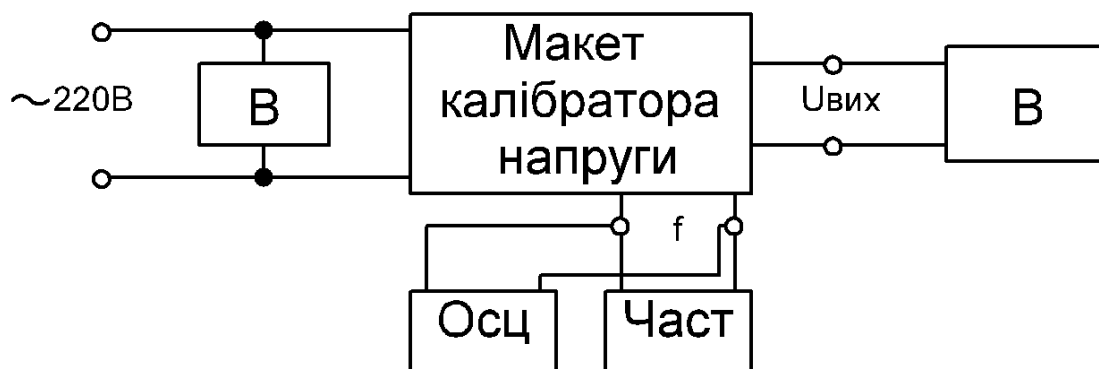 Макет
калібратора
напруги
~220В
В
Uвих
В
f
Осц
Част